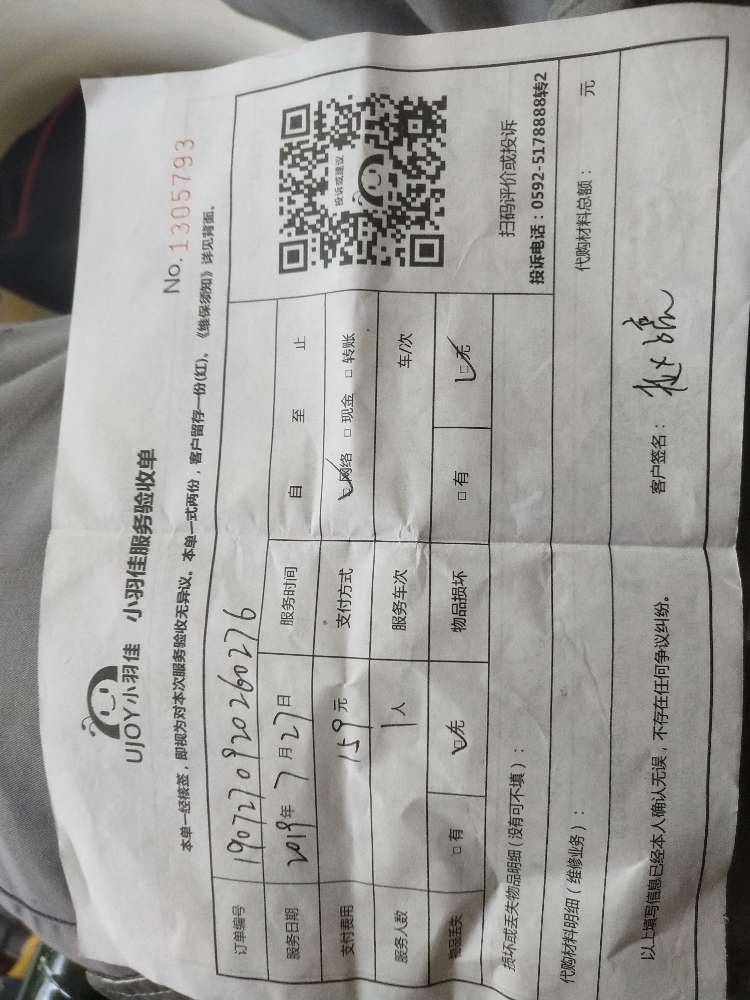 UJOY小羽佳 小羽佳服务验收单
No. 1305793
本单一经核签，即视为对本次服务验收无异议。本单一式两份，客户留存一份(红)。《维保须知》详见背面。
订单编号 1907270920260276
服务日期 2019年 7月27日 服务时间 自 至 止
支付费用 159元 支付方式 ☑网络 □现金 □转账
服务人数 1人 服务车次 车/次
物品丢失 □有 ☑无 物品损坏 □有 ☑无
投诉或建议
扫码评价或投诉
投诉电话：0592-5178888转2
损坏或丢失物品明细（没有可不填）：
代购材料明细（维修业务）： 代购材料总额： 元
以上填写信息已经本人确认无误，不存在任何争议纠纷。 客户签名：